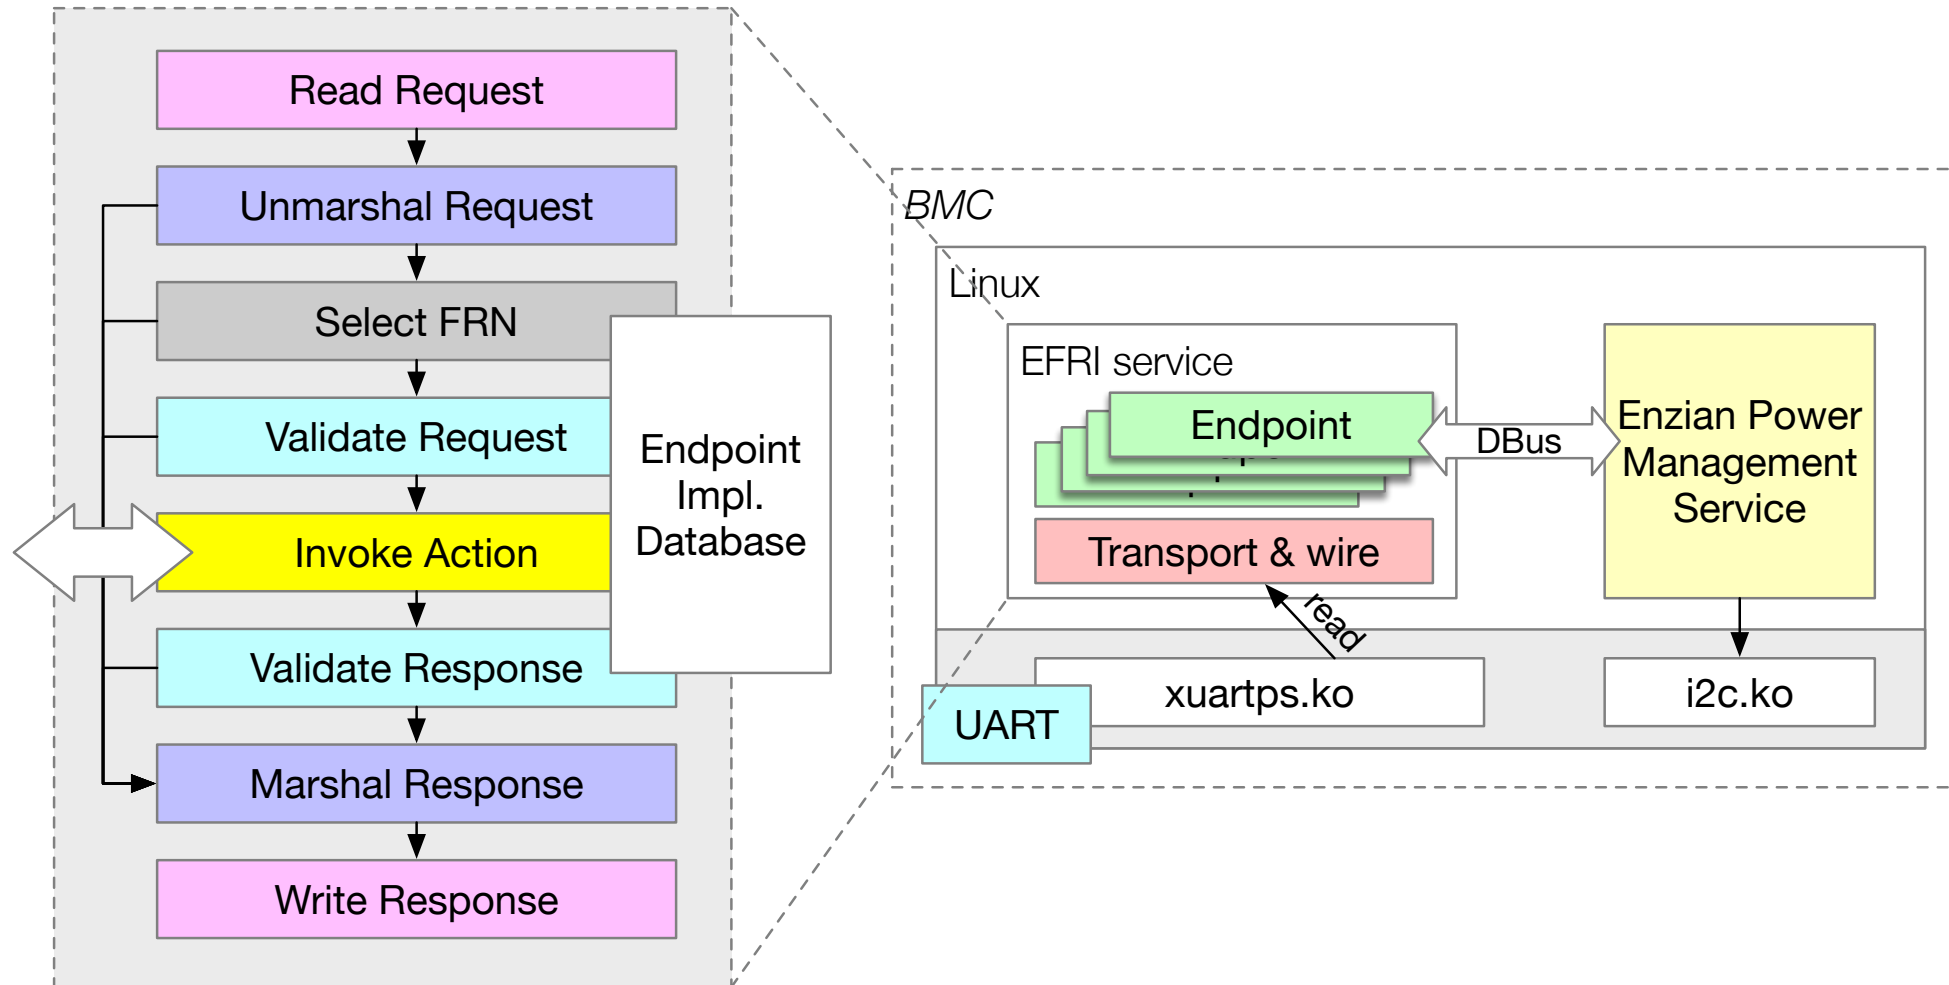 Read Request
Unmarshal Request
Select FRN
Validate Request
Invoke Action
Validate Response
Marshal Response
Write Response
Endpoint
Impl.
Database
BMC
Linux
EFRI service
Endpoint
Transport & wire
DBus
Enzian Power
Management
Service
read
xuartps.ko
i2c.ko
UART